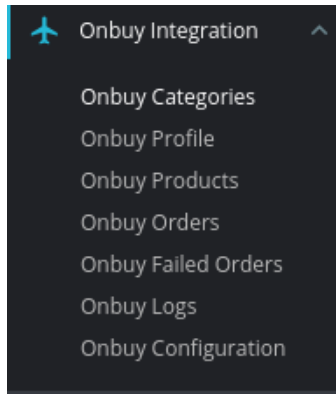 Onbuy Integration
Onbuy Categories
Onbuy Profile
Onbuy Products
Onbuy Orders
Onbuy Failed Orders
Onbuy Logs
Onbuy Configuration